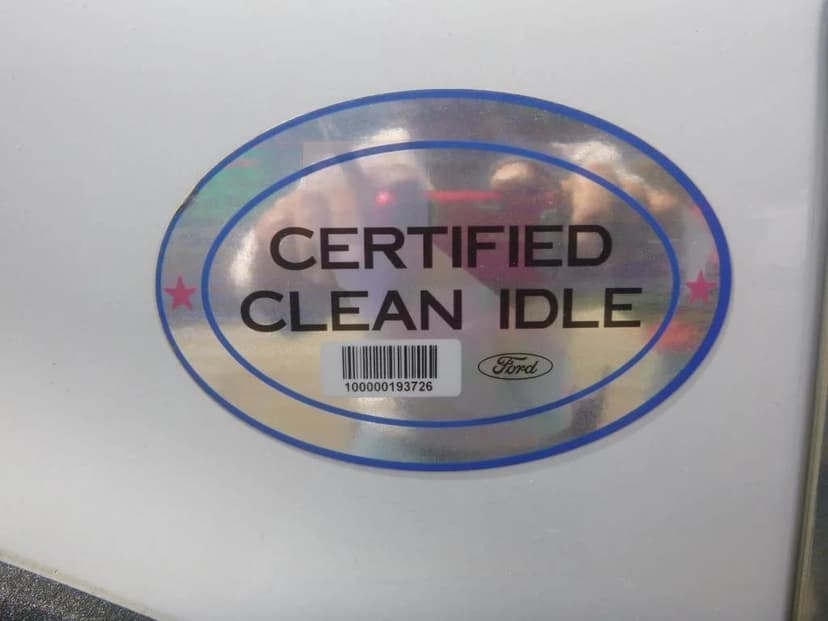 CERTIFIED
CLEAN IDLE
100000193726
Ford